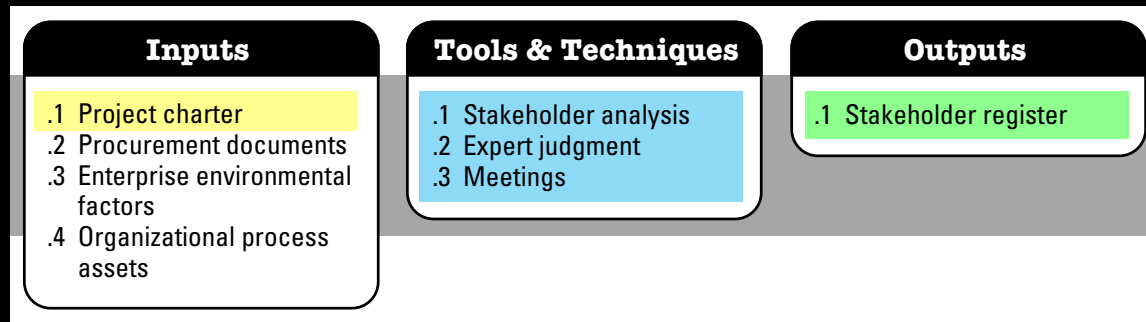 Inputs
.1 Project charter
.2 Procurement documents
.3 Enterprise environmental
factors
.4 Organizational process
assets
Tools & Techniques
.1 Stakeholder analysis
.2 Expert judgment
.3 Meetings
Outputs
.1 Stakeholder register